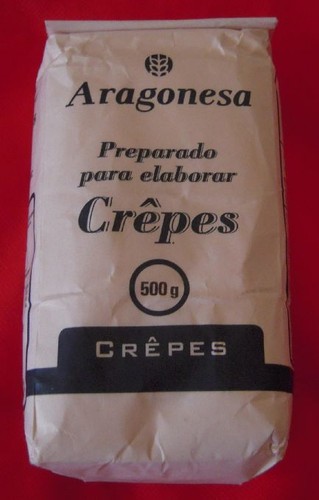 Aragonesa
Preparado
para elaborar
Crêpes
500 g
CRÊPES